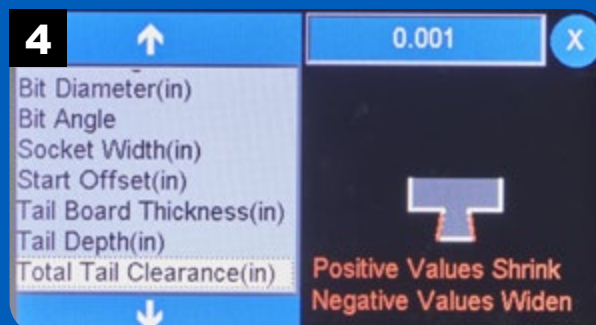 4
0.001
X
Bit Diameter(in)
Bit Angle
Socket Width(in)
Start Offset(in)
Tail Board Thickness(in)
Tail Depth(in)
Total Tail Clearance(in)
Positive Values Shrink
Negative Values Widen